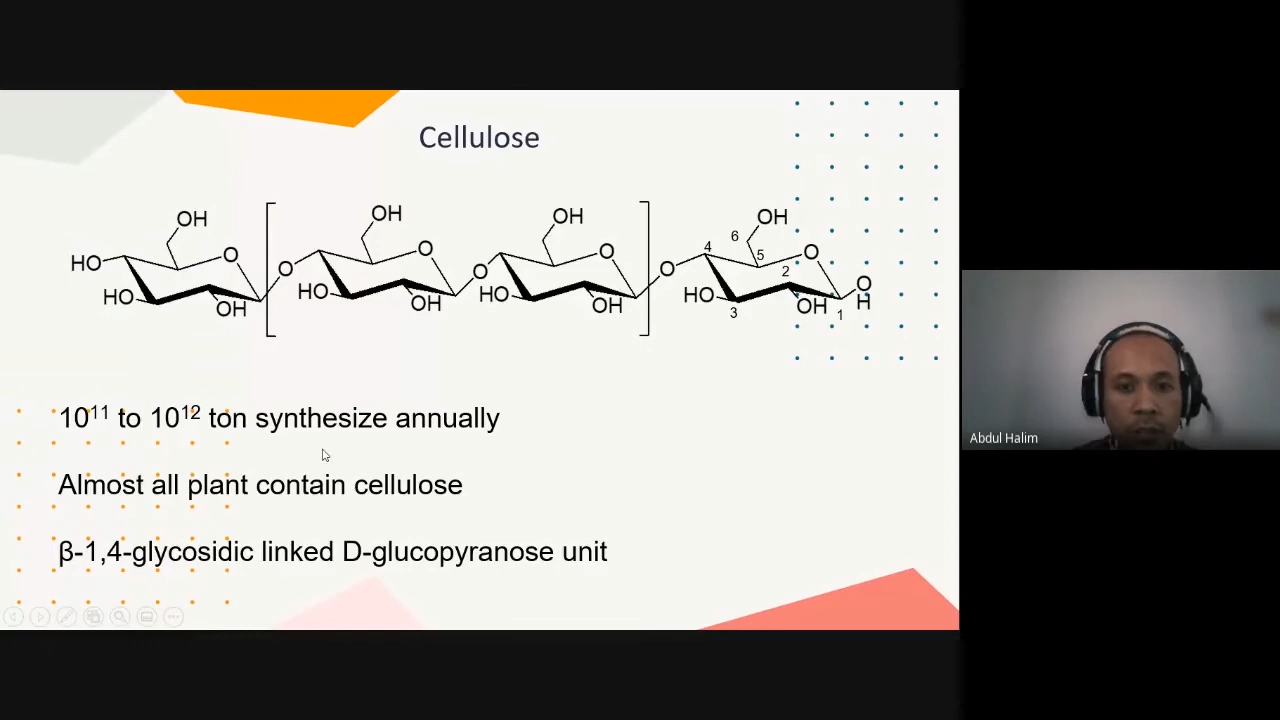 Cellulose
OH OH OH OH
HO O O O 6 4 5 O
O O O 2 O
HO OH HO OH HO OH HO 3 OH 1 H
10¹¹ to 10¹² ton synthesize annually
Almost all plant contain cellulose
β-1,4-glycosidic linked D-glucopyranose unit
Abdul Halim